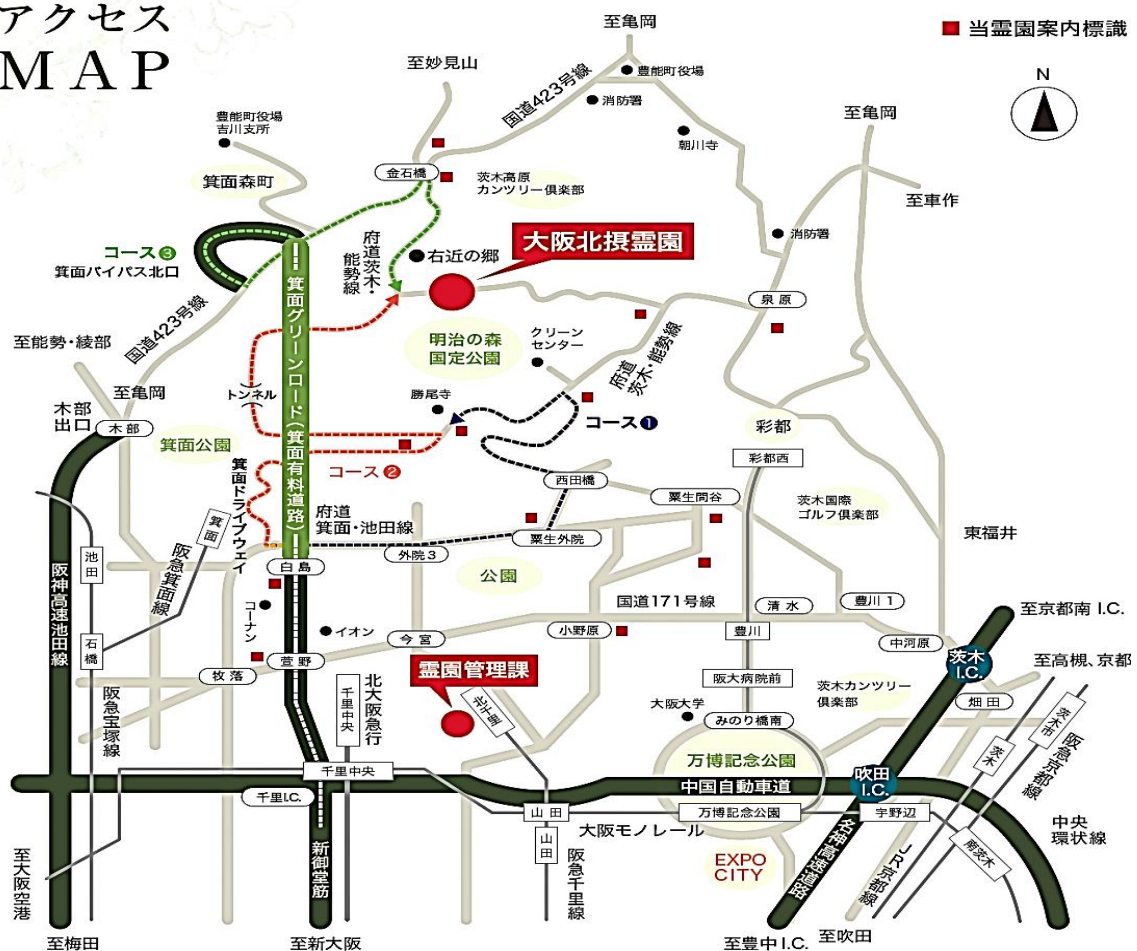 アクセス
MAP
当霊園案内標識
N
至亀岡
豊能町役場
消防署
国道423号線
至妙見山
朝川寺
至亀岡
至車作
豊能町役場
吉川支所
箕面森町
金石橋
茨木高原
カンツリー倶楽部
消防署
コース❸
箕面バイパス北口
府道茨木・
能勢線
右近の郷
大阪北摂霊園
泉原
国道423号線
至能勢・綾部
至亀岡
箕面グリーンロード(箕面有料道路)
明治の森
国定公園
クリーン
センター
府道
茨木・能勢線
トンネル
勝尾寺
コース❶
木部
出口
木部
箕面公園
彩都
彩都西
コース❷
箕面ドライブウェイ
西田橋
粟生間谷
茨木国際
ゴルフ倶楽部
箕面
府道
箕面・池田線
粟生外院
東福井
外院3
池田
阪急箕面線
白島
公園
阪神高速池田線
コーナン
国道171号線
清水
豊川1
至京都南 I.C.
石橋
イオン
今宮
小野原
豊川
中河原
牧落
萱野
霊園管理課
茨木
I.C.
至高槻、京都
阪急宝塚線
千里中央
北大阪急行
北千里
阪大病院前
茨木カンツリー
倶楽部
畑田
大阪大学
みのり橋南
茨木市
茨木
阪急京都線
万博記念公園
千里中央
中国自動車道
吹田
I.C.
千里I.C.
山田
大阪モノレール
万博記念公園
宇野辺
中央
環状線
南茨木
山田
阪急千里線
EXPO
CITY
名神高速道路
JR京都線
新御堂筋
至大阪空港
至梅田
至新大阪
至豊中 I.C.
至吹田